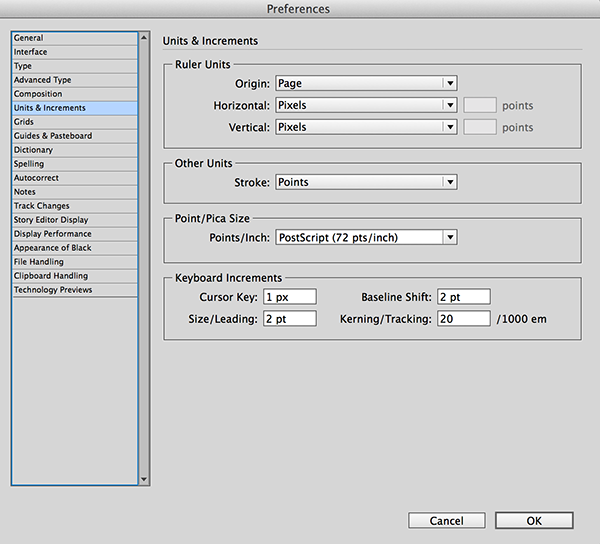 Preferences
General
Interface
Type
Advanced Type
Composition
Units & Increments
Grids
Guides & Pasteboard
Dictionary
Spelling
Autocorrect
Notes
Track Changes
Story Editor Display
Display Performance
Appearance of Black
File Handling
Clipboard Handling
Technology Previews
Units & Increments
Ruler Units
Origin: Page
Horizontal: Pixels points
Vertical: Pixels points
Other Units
Stroke: Points
Point/Pica Size
Points/Inch: PostScript (72 pts/inch)
Keyboard Increments
Cursor Key: 1 px Baseline Shift: 2 pt
Size/Leading: 2 pt Kerning/Tracking: 20 /1000 em
Cancel OK